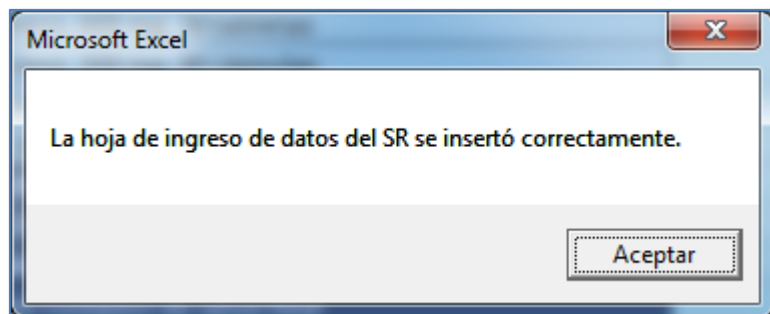 Microsoft Excel
La hoja de ingreso de datos del SR se insertó correctamente.
Aceptar